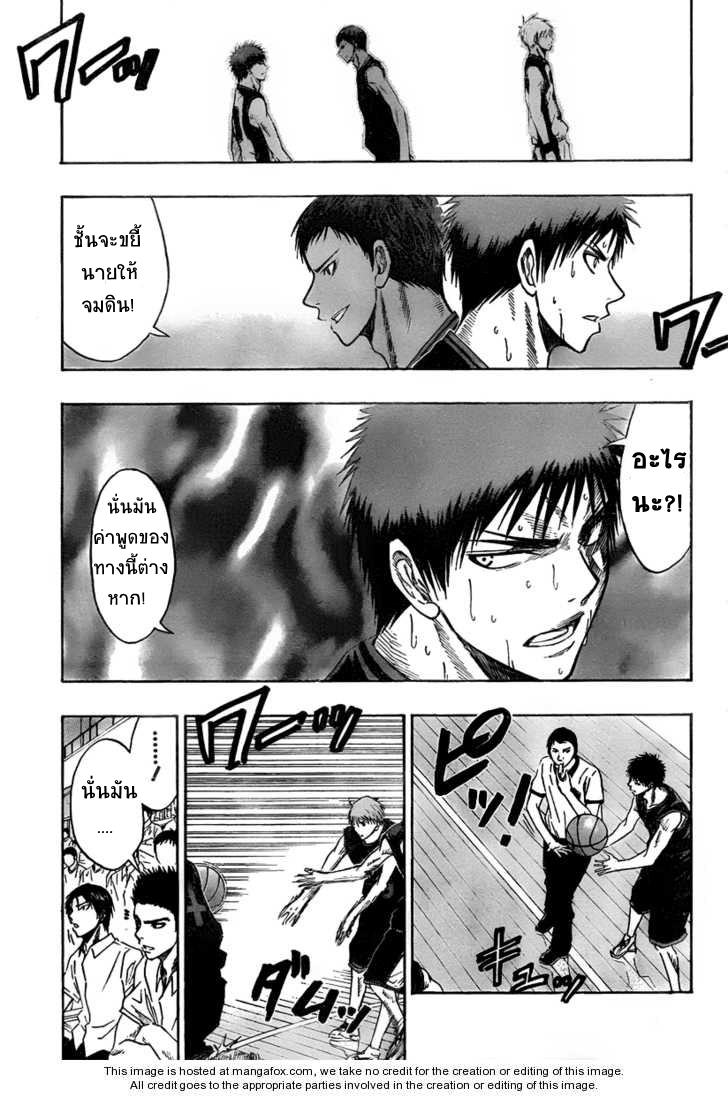 ワーッ
ชั้นจะขยี้
นายให้
จมดิน!
ワーッ
อะไร
นะ?!
นั่นมัน
คำพูดของ
ทางนี้ต่าง
หาก!
ピッ!
キュッ
ワーッ
ダムッ
......
นั่นมัน
....
This image is hosted at mangafox.com, we take no credit for the creation or editing of this image.
All credit goes to the appropriate parties involved in the creation or editing of this image.